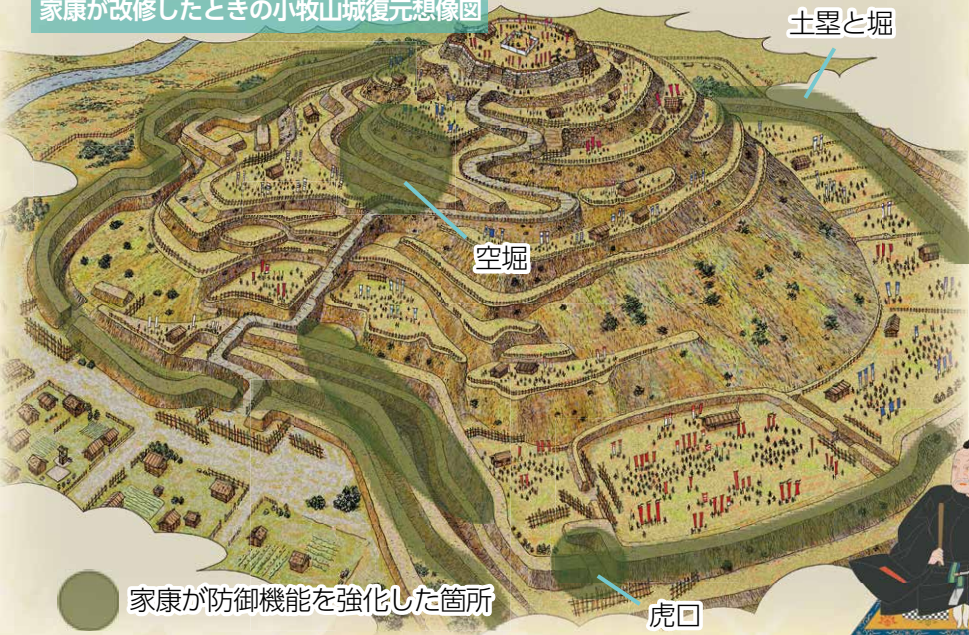 家康が改修したときの小牧山城復元想像図
土塁と堀
空堀
家康が防御機能を強化した箇所
虎口